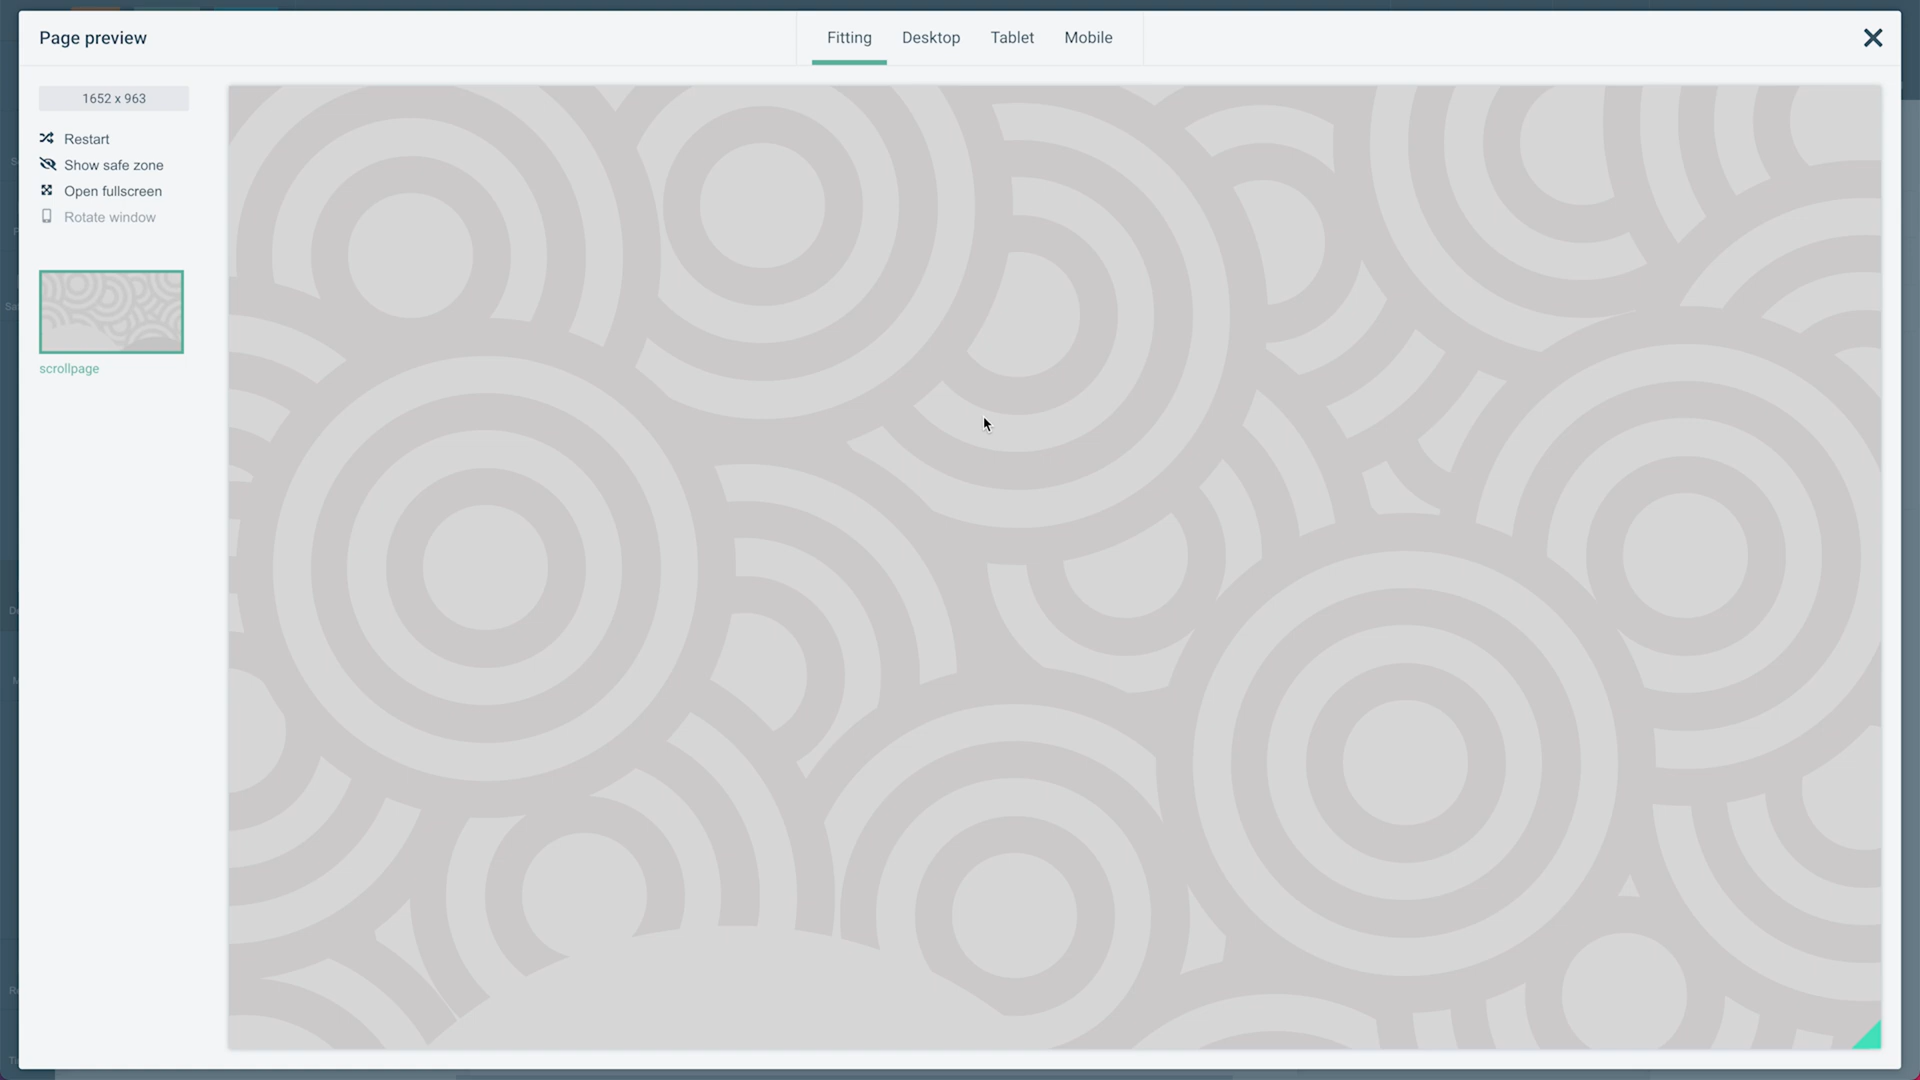 Page preview
Fitting
Desktop
Tablet
Mobile
1652 x 963
Restart
Show safe zone
Open fullscreen
Rotate window
scrollpage